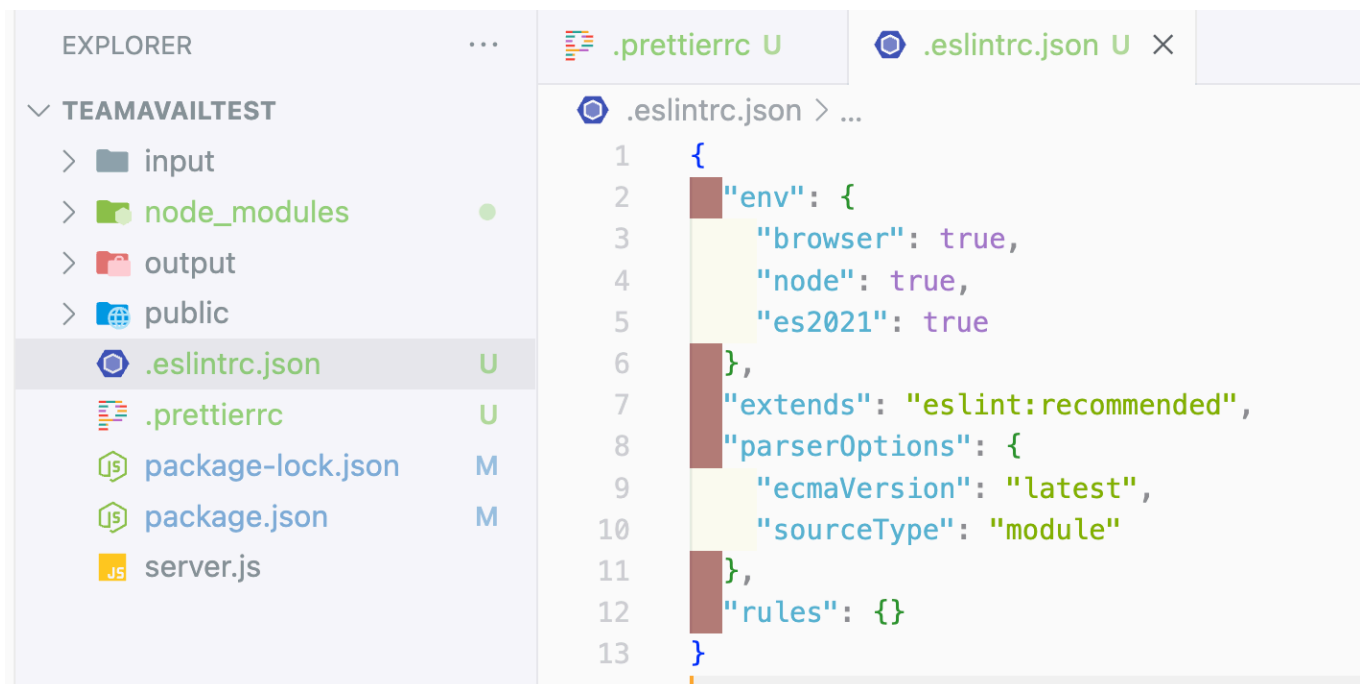 EXPLORER ...
TEAMAVAILTEST
input
node_modules
output
public
.eslintrc.json U
.prettierrc U
package-lock.json M
package.json M
JS server.js
.prettierrc U
.eslintrc.json U
.eslintrc.json > ...
1 {
2 "env": {
3 "browser": true,
4 "node": true,
5 "es2021": true
6 },
7 "extends": "eslint:recommended",
8 "parserOptions": {
9 "ecmaVersion": "latest",
10 "sourceType": "module"
11 },
12 "rules": {}
13 }